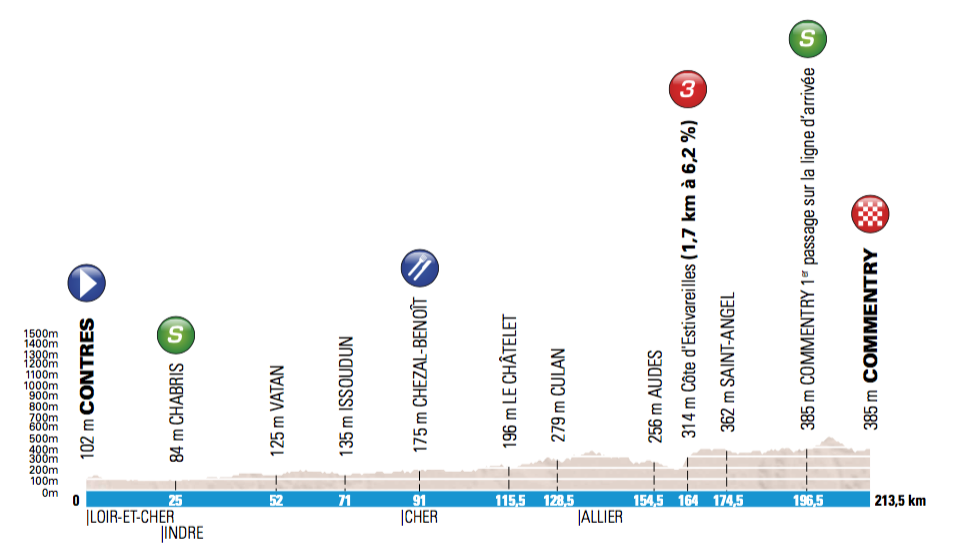 S
3
S
102 m CONTRES
84 m CHABRIS
125 m VATAN
135 m ISSOUDUN
175 m CHEZAL-BENOÎT
196 m LE CHÂTELET
279 m CULAN
256 m AUDES
314 m Côte d'Estivareilles (1,7 km à 6,2 %)
362 m SAINT-ANGEL
385 m COMMENTRY 1er passage sur la ligne d'arrivée
385 m COMMENTRY
1500m
1400m
1300m
1200m
1100m
1000m
900m
800m
700m
600m
500m
400m
300m
200m
100m
0m
0 25 52 71 91 115,5 128,5 154,5 164 174,5 196,5 213,5 km
|LOIR-ET-CHER |CHER |ALLIER
|INDRE